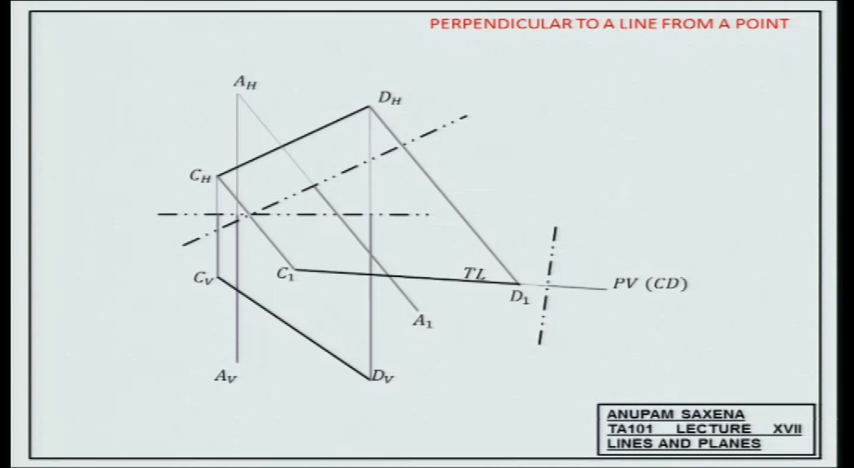 PERPENDICULAR TO A LINE FROM A POINT
A_H
D_H
C_H
C_V
C_1
TL
D_1
PV (CD)
A_1
A_V
D_V
ANUPAM SAXENA
TA101 LECTURE XVII
LINES AND PLANES